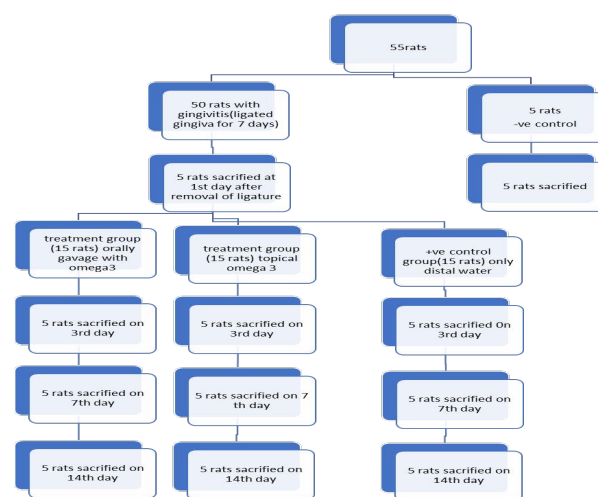 55rats
50 rats with
gingivitis(ligated
gingiva for 7 days)
5 rats
-ve control
5 rats sacrified at
1st day after
removal of ligature
5 rats sacrified
treatment group
(15 rats) orally
gavage with
omega3
treatment group
(15 rats) topical
omega 3
+ve control
group(15 rats) only
distal water
5 rats sacrified on
3rd day
5 rats sacrified on
3rd day
5 rats sacrified 0n
3rd day
5 rats sacrified on
7th day
5 rats sacrified on 7
th day
5 rats sacrified on
7th day
5 rats sacrified on
14th day
5 rats sacrified on
14th day
5 rats sacrified on
14th day